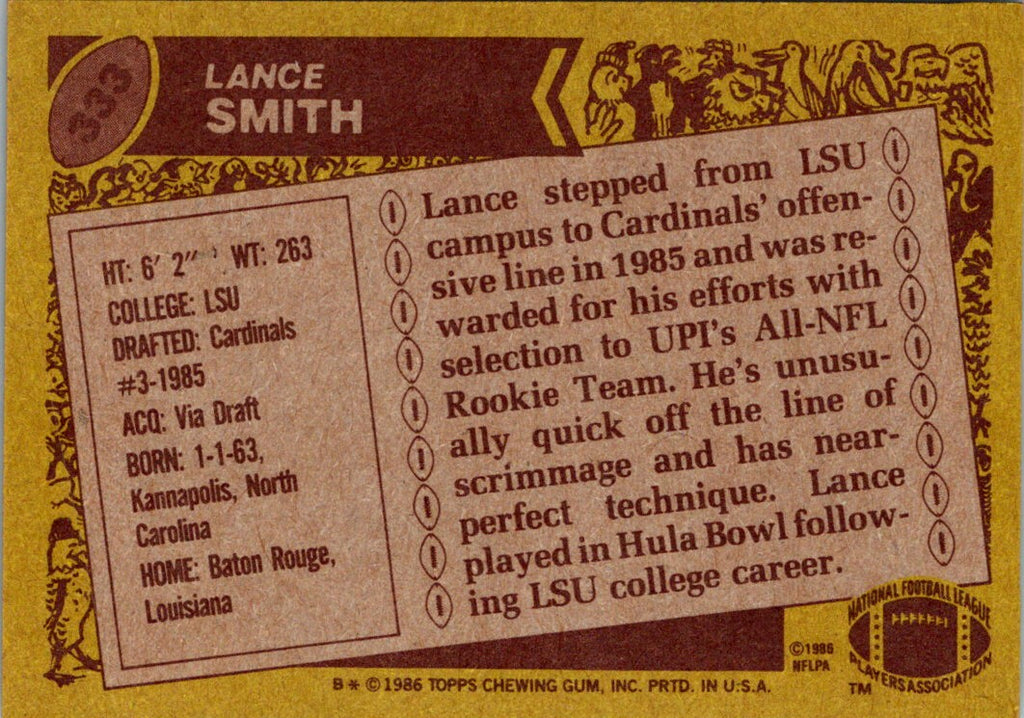 333
LANCE
SMITH
HT: 6' 2" WT: 263
COLLEGE: LSU
DRAFTED: Cardinals
#3-1985
ACQ: Via Draft
BORN: 1-1-63,
Kannapolis, North
Carolina
HOME: Baton Rouge,
Louisiana
Lance stepped from LSU
campus to Cardinals' offen-
sive line in 1985 and was re-
warded for his efforts with
selection to UPI's All-NFL
Rookie Team. He's unusu-
ally quick off the line of
scrimmage and has near-
perfect technique. Lance
played in Hula Bowl follow-
ing LSU college career.
©1986
NFLPA
NATIONAL FOOTBALL LEAGUE
PLAYERS ASSOCIATION
TM
B* ©1986 TOPPS CHEWING GUM, INC. PRTD. IN U.S.A.